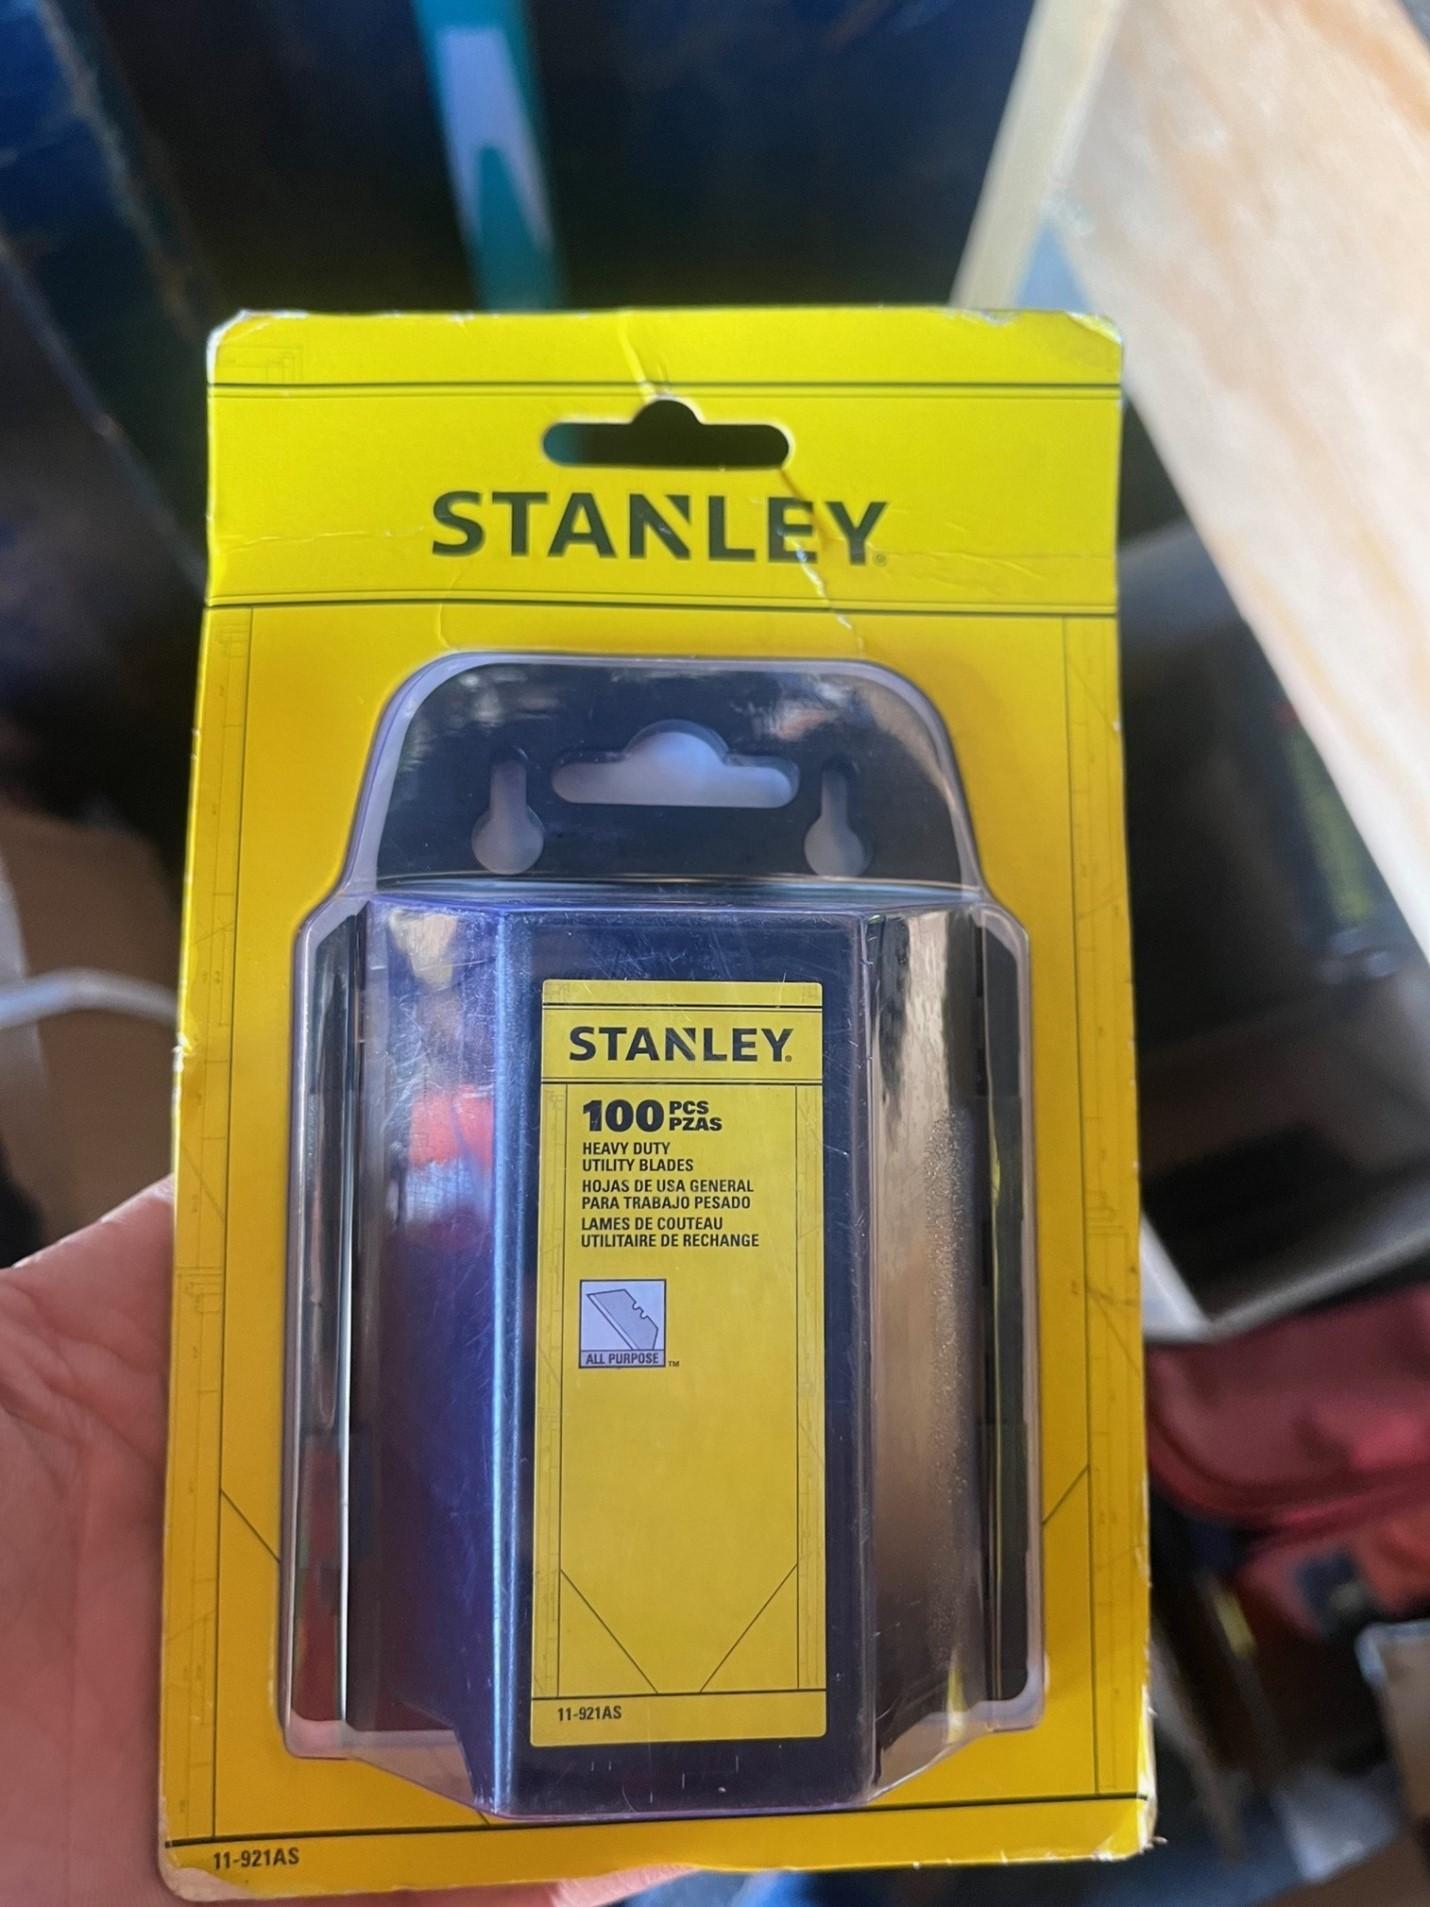 STANLEY®
STANLEY®
100 PCS
PZAS
HEAVY DUTY
UTILITY BLADES
HOJAS DE USA GENERAL
PARA TRABAJO PESADO
LAMES DE COUTEAU
UTILITAIRE DE RECHANGE
ALL PURPOSE™
11-921AS
11-921AS